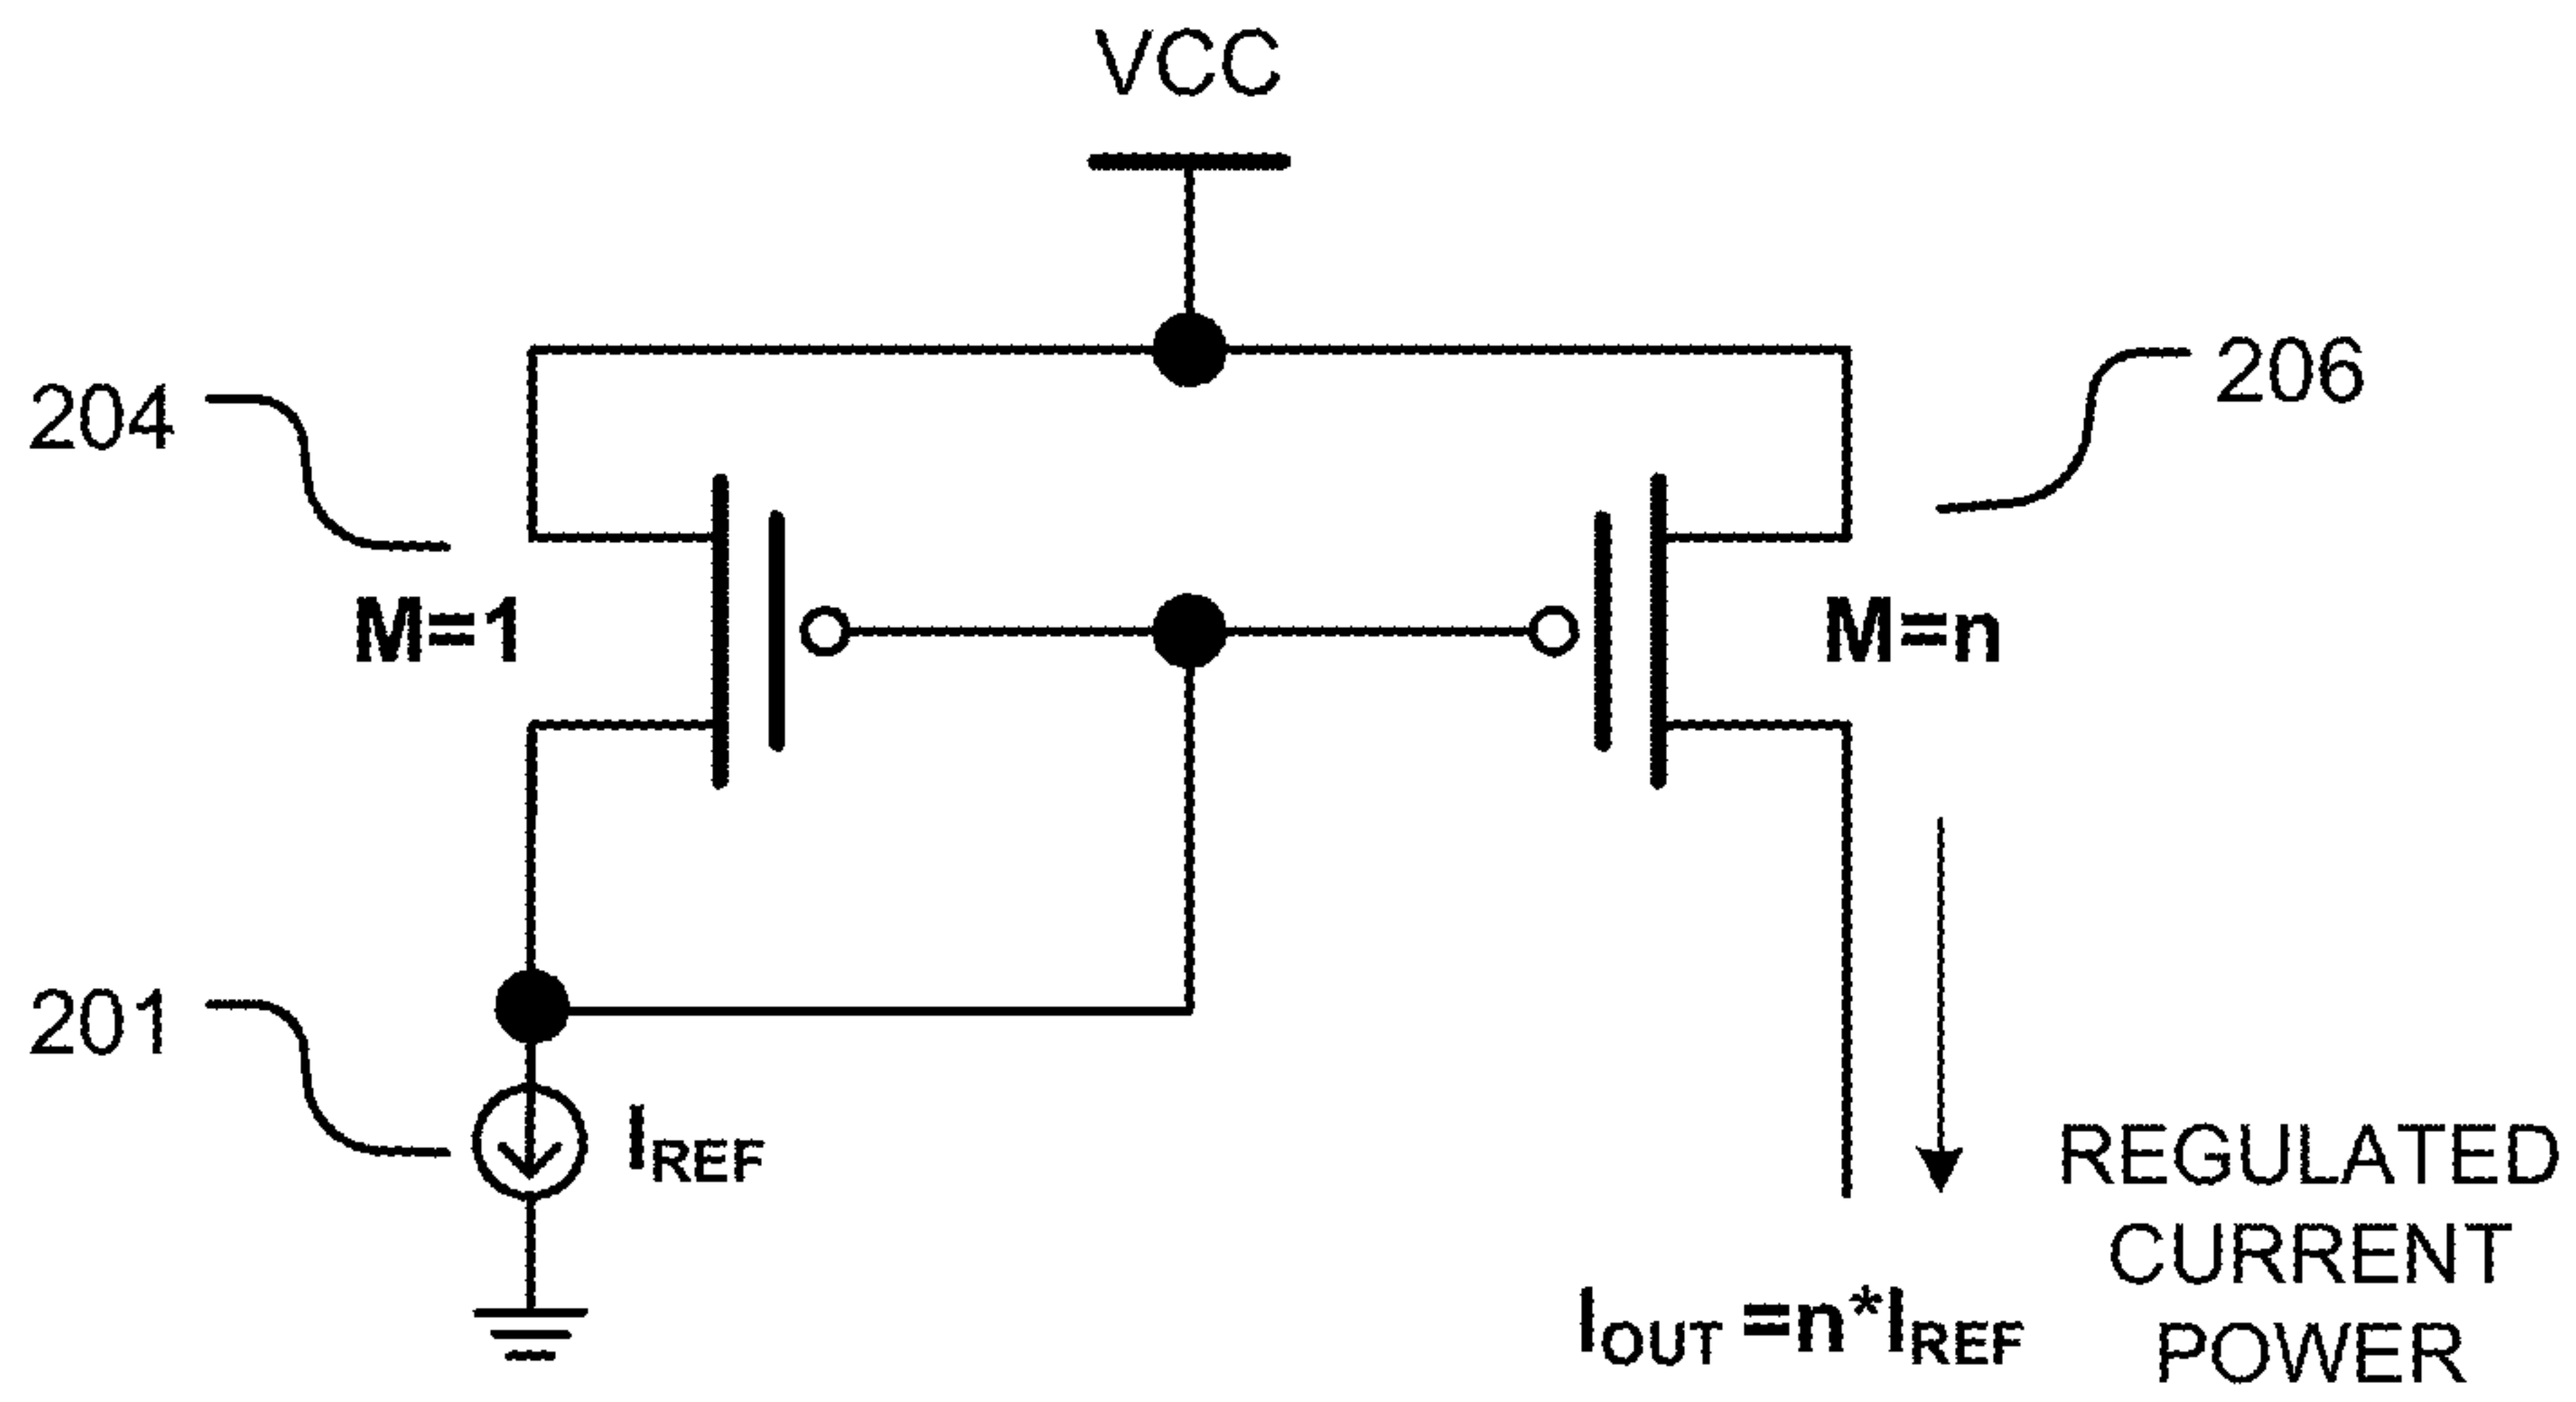 VCC
204
206
M=1
M=n
201
IREF
REGULATED
CURRENT
POWER
IOUT =n*IREF